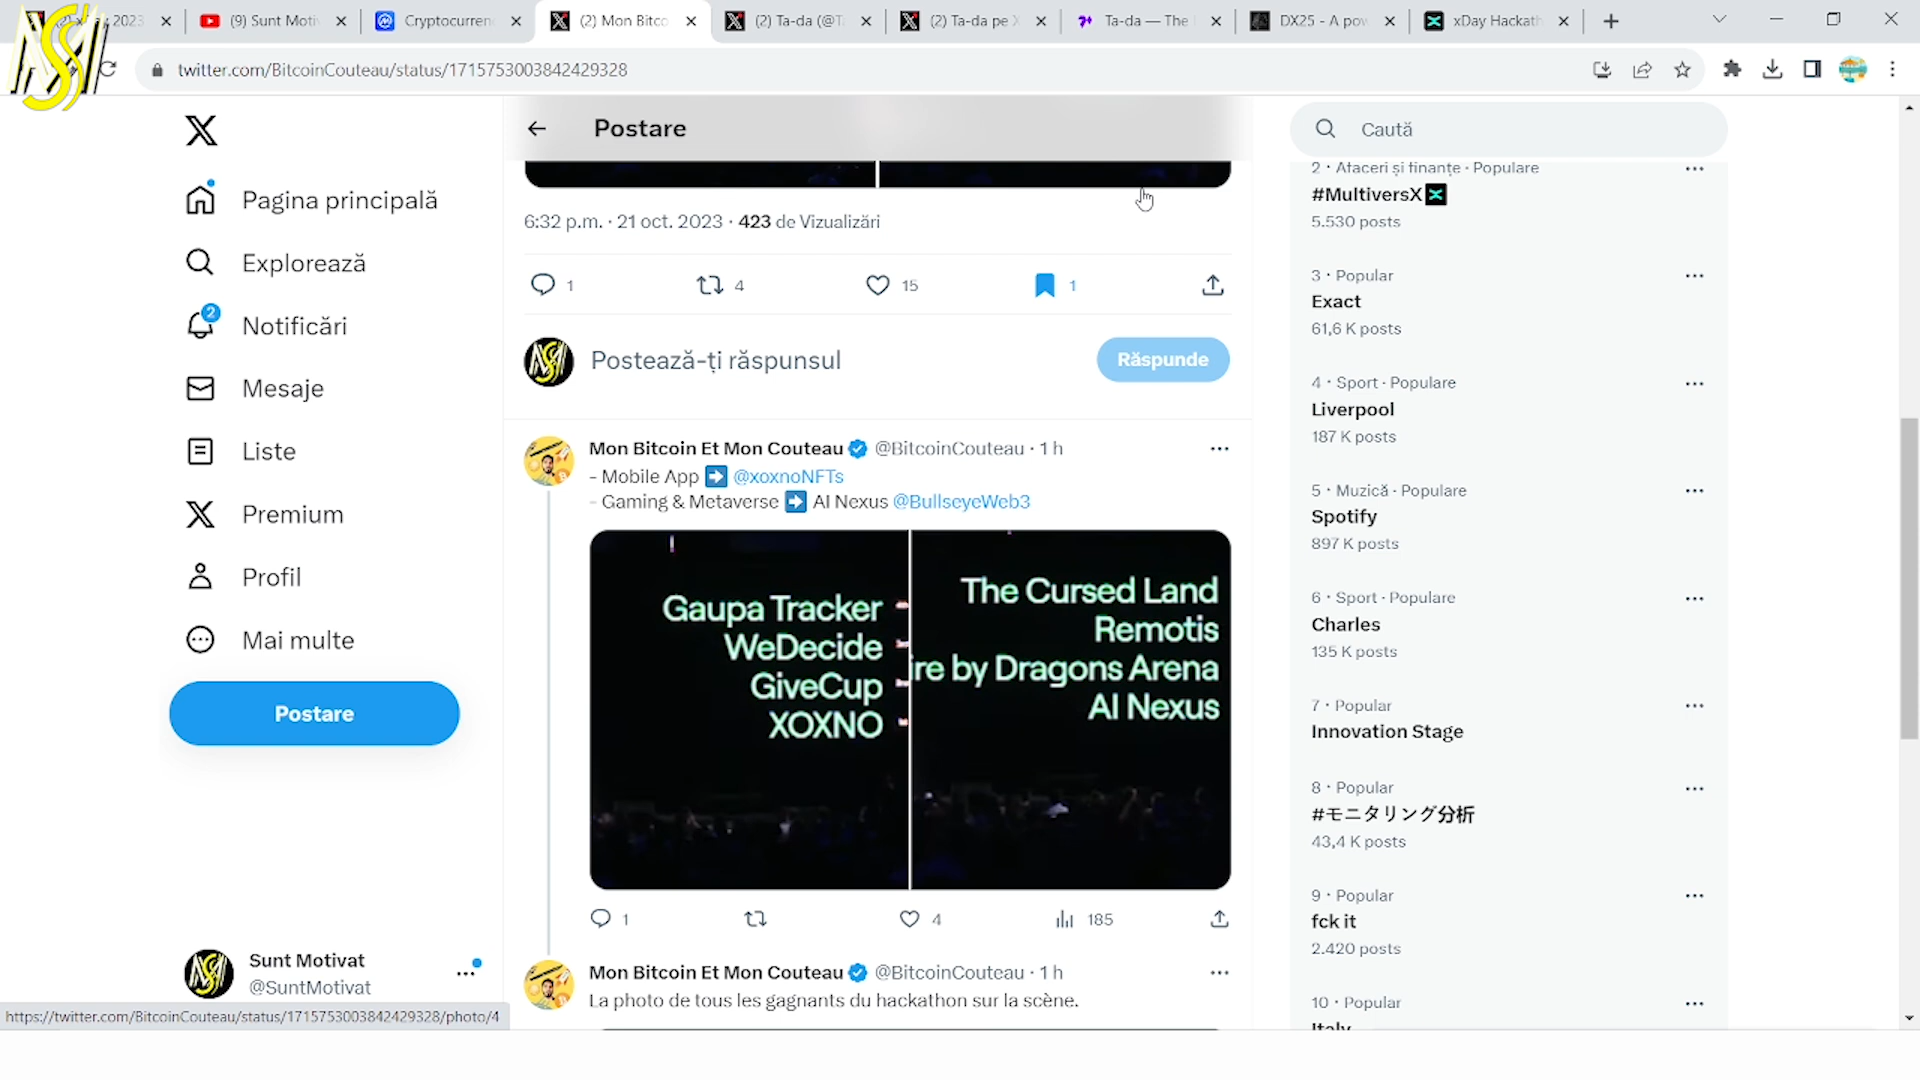 2023
(9) Sunt Moti
Cryptocurren
(2) Mon Bitco
(2) Ta-da (@T
(2) Ta-da pe X
Ta-da — The
DX25 - A pow
xDay Hackath
twitter.com/BitcoinCouteau/status/1715753003842429328
Pagina principală
Explorează
2
Notificări
Mesaje
Liste
Premium
Profil
Mai multe
Postare
Sunt Motivat
@SuntMotivat
https://twitter.com/BitcoinCouteau/status/1715753003842429328/photo/4
Postare
6:32 p.m. · 21 oct. 2023 · 423 de Vizualizări
1 4 15 1
Postează-ți răspunsul
Răspunde
Mon Bitcoin Et Mon Couteau @BitcoinCouteau · 1 h
- Mobile App ➡ @xoxnoNFTs
- Gaming & Metaverse ➡ AI Nexus @BullseyeWeb3
Gaupa Tracker
WeDecide
GiveCup
XOXNO
The Cursed Land
Remotis
ire by Dragons Arena
AI Nexus
1 4 185
Mon Bitcoin Et Mon Couteau @BitcoinCouteau · 1 h
La photo de tous les gagnants du hackathon sur la scène.
Caută
2 · Afaceri și finanțe · Populare
#MultiversX
5.530 posts
3 · Popular
Exact
61,6 K posts
4 · Sport · Populare
Liverpool
187 K posts
5 · Muzică · Populare
Spotify
897 K posts
6 · Sport · Populare
Charles
135 K posts
7 · Popular
Innovation Stage
8 · Popular
#モニタリング分析
43,4 K posts
9 · Popular
fck it
2.420 posts
10 · Popular
Italy